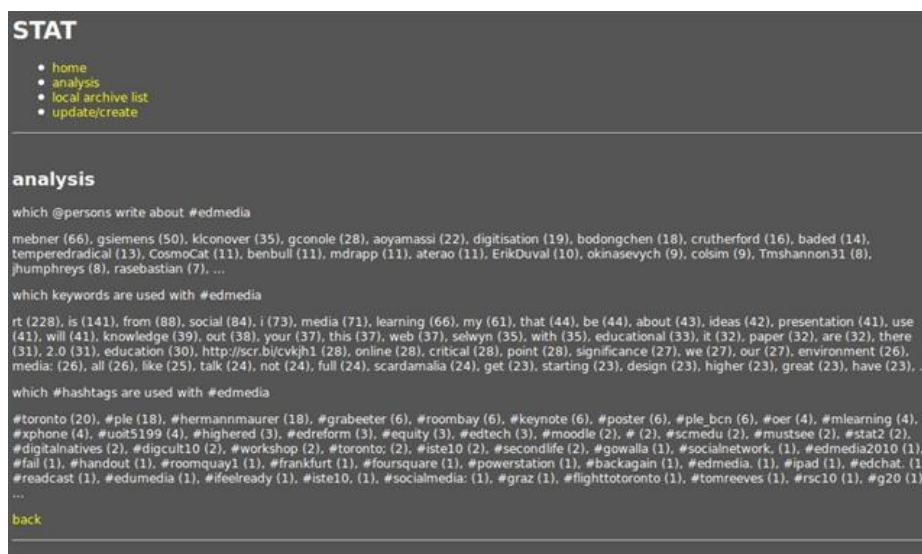 STAT
home
analysis
local archive list
update/create
analysis
which @persons write about #edmedia
mebner (66), gsiemens (50), klconover (35), gconole (28), aoyamassi (22), digitisation (19), bodongchen (18), crutherford (16), baded (14),
temperedradical (13), CosmoCat (11), benbull (11), mdrapp (11), aterao (11), ErikDuval (10), okinasevych (9), colsim (9), Tmshannon31 (8),
jhumphreys (8), rasebastian (7), ...
which keywords are used with #edmedia
rt (228), is (141), from (88), social (84), i (73), media (71), learning (66), my (61), that (44), be (44), about (43), ideas (42), presentation (41), use
(41), will (41), knowledge (39), out (38), your (37), this (37), web (37), selwyn (35), with (35), educational (33), it (32), paper (32), are (32), there
(31), 2.0 (31), education (30), http://scr.bi/cvkjh1 (28), online (28), critical (28), point (28), significance (27), we (27), our (27), environment (26),
media: (26), all (26), like (25), talk (24), not (24), full (24), scardamalia (24), get (23), starting (23), design (23), higher (23), great (23), have (23), .
which #hashtags are used with #edmedia
#toronto (20), #ple (18), #hermannmaurer (18), #grabeeter (6), #roombay (6), #keynote (6), #poster (6), #ple_bcn (6), #oer (4), #mlearning (4),
#xphone (4), #uoit5199 (4), #highered (3), #edreform (3), #equity (3), #edtech (3), #moodle (2), # (2), #scmedu (2), #mustsee (2), #stat2 (2),
#digitalnatives (2), #digcult10 (2), #workshop (2), #toronto; (2), #iste10 (2), #secondlife (2), #gowalla (1), #socialnetwork, (1), #edmedia2010 (1),
#fail (1), #handout (1), #roomquay1 (1), #frankfurt (1), #foursquare (1), #powerstation (1), #backagain (1), #edmedia. (1), #ipad (1), #edchat. (1
#readcast (1), #edumedia (1), #ifeelready (1), #iste10, (1), #socialmedia: (1), #graz (1), #flighttotoronto (1), #tomreeves (1), #rsc10 (1), #g20 (1)
...
back